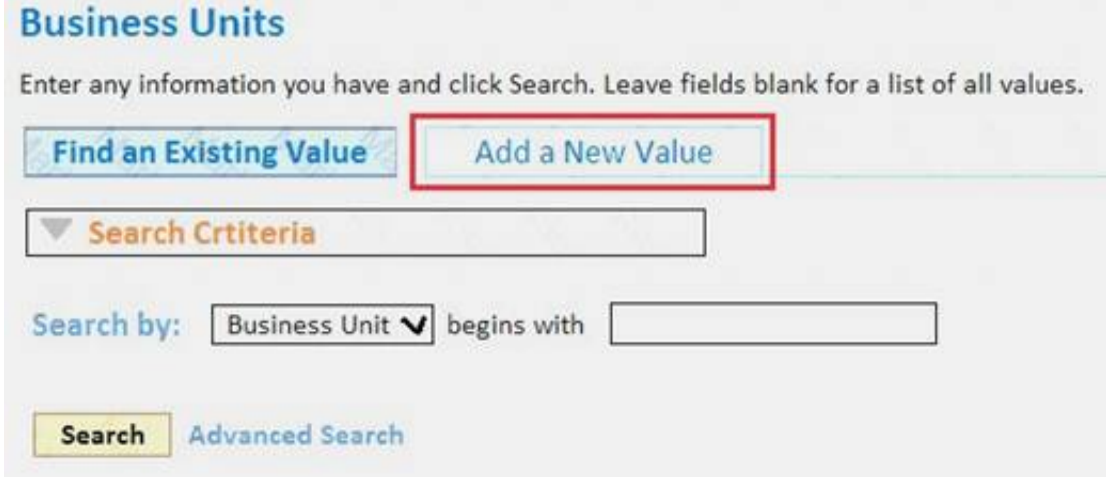 Business Units
Enter any information you have and click Search. Leave fields blank for a list of all values.
Find an Existing Value Add a New Value
Search Crtiteria
Search by: Business Unit begins with
Search Advanced Search